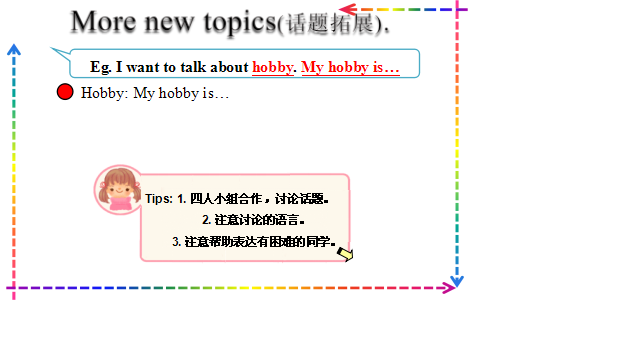 More new topics(话题拓展).
Eg. I want to talk about hobby. My hobby is…
Hobby: My hobby is…
Tips: 1. 四人小组合作，讨论话题。
2. 注意讨论的语言。
3. 注意帮助表达有困难的同学。